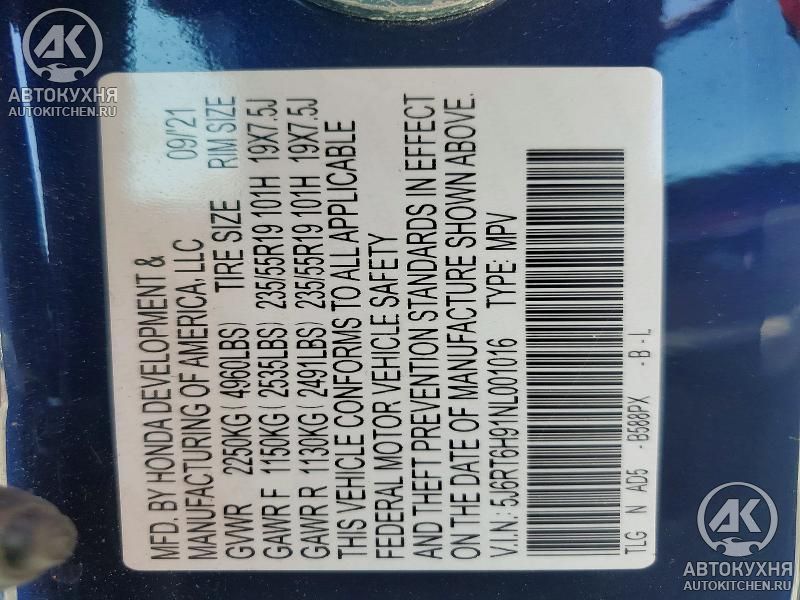 AK
АВТОКУХНЯ
AUTOKITCHEN.RU
MFD. BY HONDA DEVELOPMENT & 09/'21
MANUFACTURING OF AMERICA, LLC
GVWR 2250KG( 4960LBS) TIRE SIZE RIM SIZE
GAWR F 1150KG( 2535LBS) 235/55R19 101H 19X7.5J
GAWR R 1130KG( 2491LBS) 235/55R19 101H 19X7.5J
THIS VEHICLE CONFORMS TO ALL APPLICABLE
FEDERAL MOTOR VEHICLE SAFETY
AND THEFT PREVENTION STANDARDS IN EFFECT
ON THE DATE OF MANUFACTURE SHOWN ABOVE.
V.I.N: 5J6RT6H91NL001016 TYPE: MPV
TLG N AD5 -B588PX -B-L
AK
АВТОКУХНЯ
AUTOKITCHEN.RU